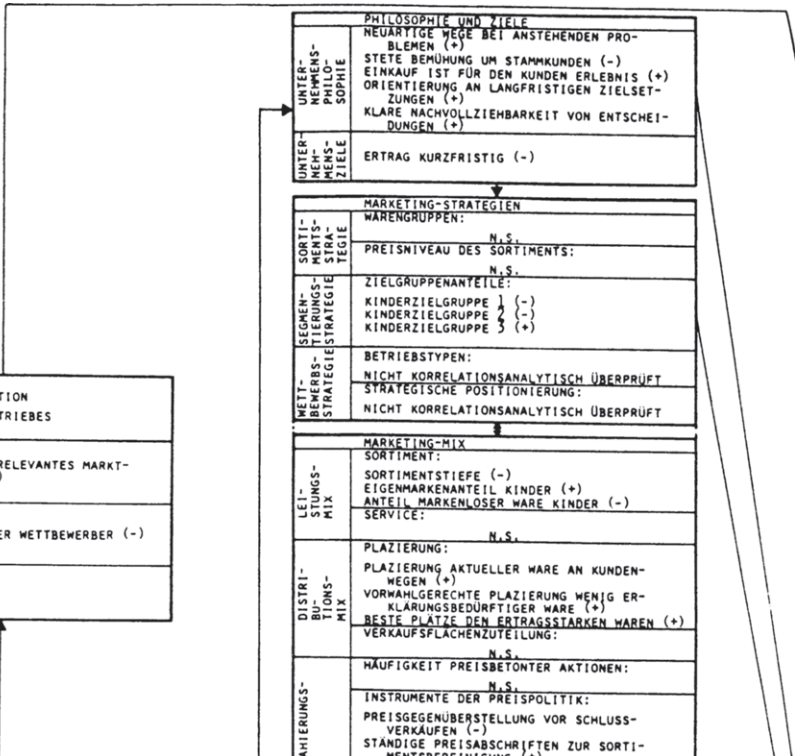 PHILOSOPHIE UND ZIELE
UNTER-
NEHMENS-
PHILO-
SOPHIE
NEUARTIGE WEGE BEI ANSTEHENDEN PRO-
BLEMEN (+)
STETE BEMÜHUNG UM STAMMKUNDEN (-)
EINKAUF IST FÜR DEN KUNDEN ERLEBNIS (+)
ORIENTIERUNG AN LANGFRISTIGEN ZIELSET-
ZUNGEN (+)
KLARE NACHVOLLZIEHBARKEIT VON ENTSCHEI-
DUNGEN (+)
UNTER-
NEH-
MENS-
ZIELE
ERTRAG KURZFRISTIG (-)
MARKETING-STRATEGIEN
SORTI-
MENTS-
STRA-
TEGIE
WARENGRUPPEN:
N.S.
PREISNIVEAU DES SORTIMENTS:
N.S.
SEGMEN-
TIERUNGS-
STRATEGIE
ZIELGRUPPENANTEILE:
KINDERZIELGRUPPE 1 (-)
KINDERZIELGRUPPE 2 (-)
KINDERZIELGRUPPE 3 (+)
WETT-
BEWERBS-
STRATEGIE
BETRIEBSTYPEN:
NICHT KORRELATIONSANALYTISCH ÜBERPRÜFT
STRATEGISCHE POSITIONIERUNG:
NICHT KORRELATIONSANALYTISCH ÜBERPRÜFT
TION
TRIEBES
RELEVANTES MARKT-
)
ER WETTBEWERBER (-)
MARKETING-MIX
LEI-
STUNGS-
MIX
SORTIMENT:
SORTIMENTSTIEFE (-)
EIGENMARKENANTEIL KINDER (+)
ANTEIL MARKENLOSER WARE KINDER (-)
SERVICE:
N.S.
DISTRI-
BU-
TIONS-
MIX
PLAZIERUNG:
PLAZIERUNG AKTUELLER WARE AN KUNDEN-
WEGEN (+)
VORWAHLGERECHTE PLAZIERUNG WENIG ER-
KLÄRUNGSBEDÜRFTIGER WARE (+)
BESTE PLÄTZE DEN ERTRAGSSTARKEN WAREN (+)
VERKAUFSFLÄCHENZUTEILUNG:
N.S.
AHIERUNGS-
HÄUFIGKEIT PREISBETONTER AKTIONEN:
N.S.
INSTRUMENTE DER PREISPOLITIK:
PREISGEGENÜBERSTELLUNG VOR SCHLUSS-
VERKÄUFEN (-)
STÄNDIGE PREISABSCHRIFTEN ZUR SORTI-
MENTSBEREINIGUNG (+)